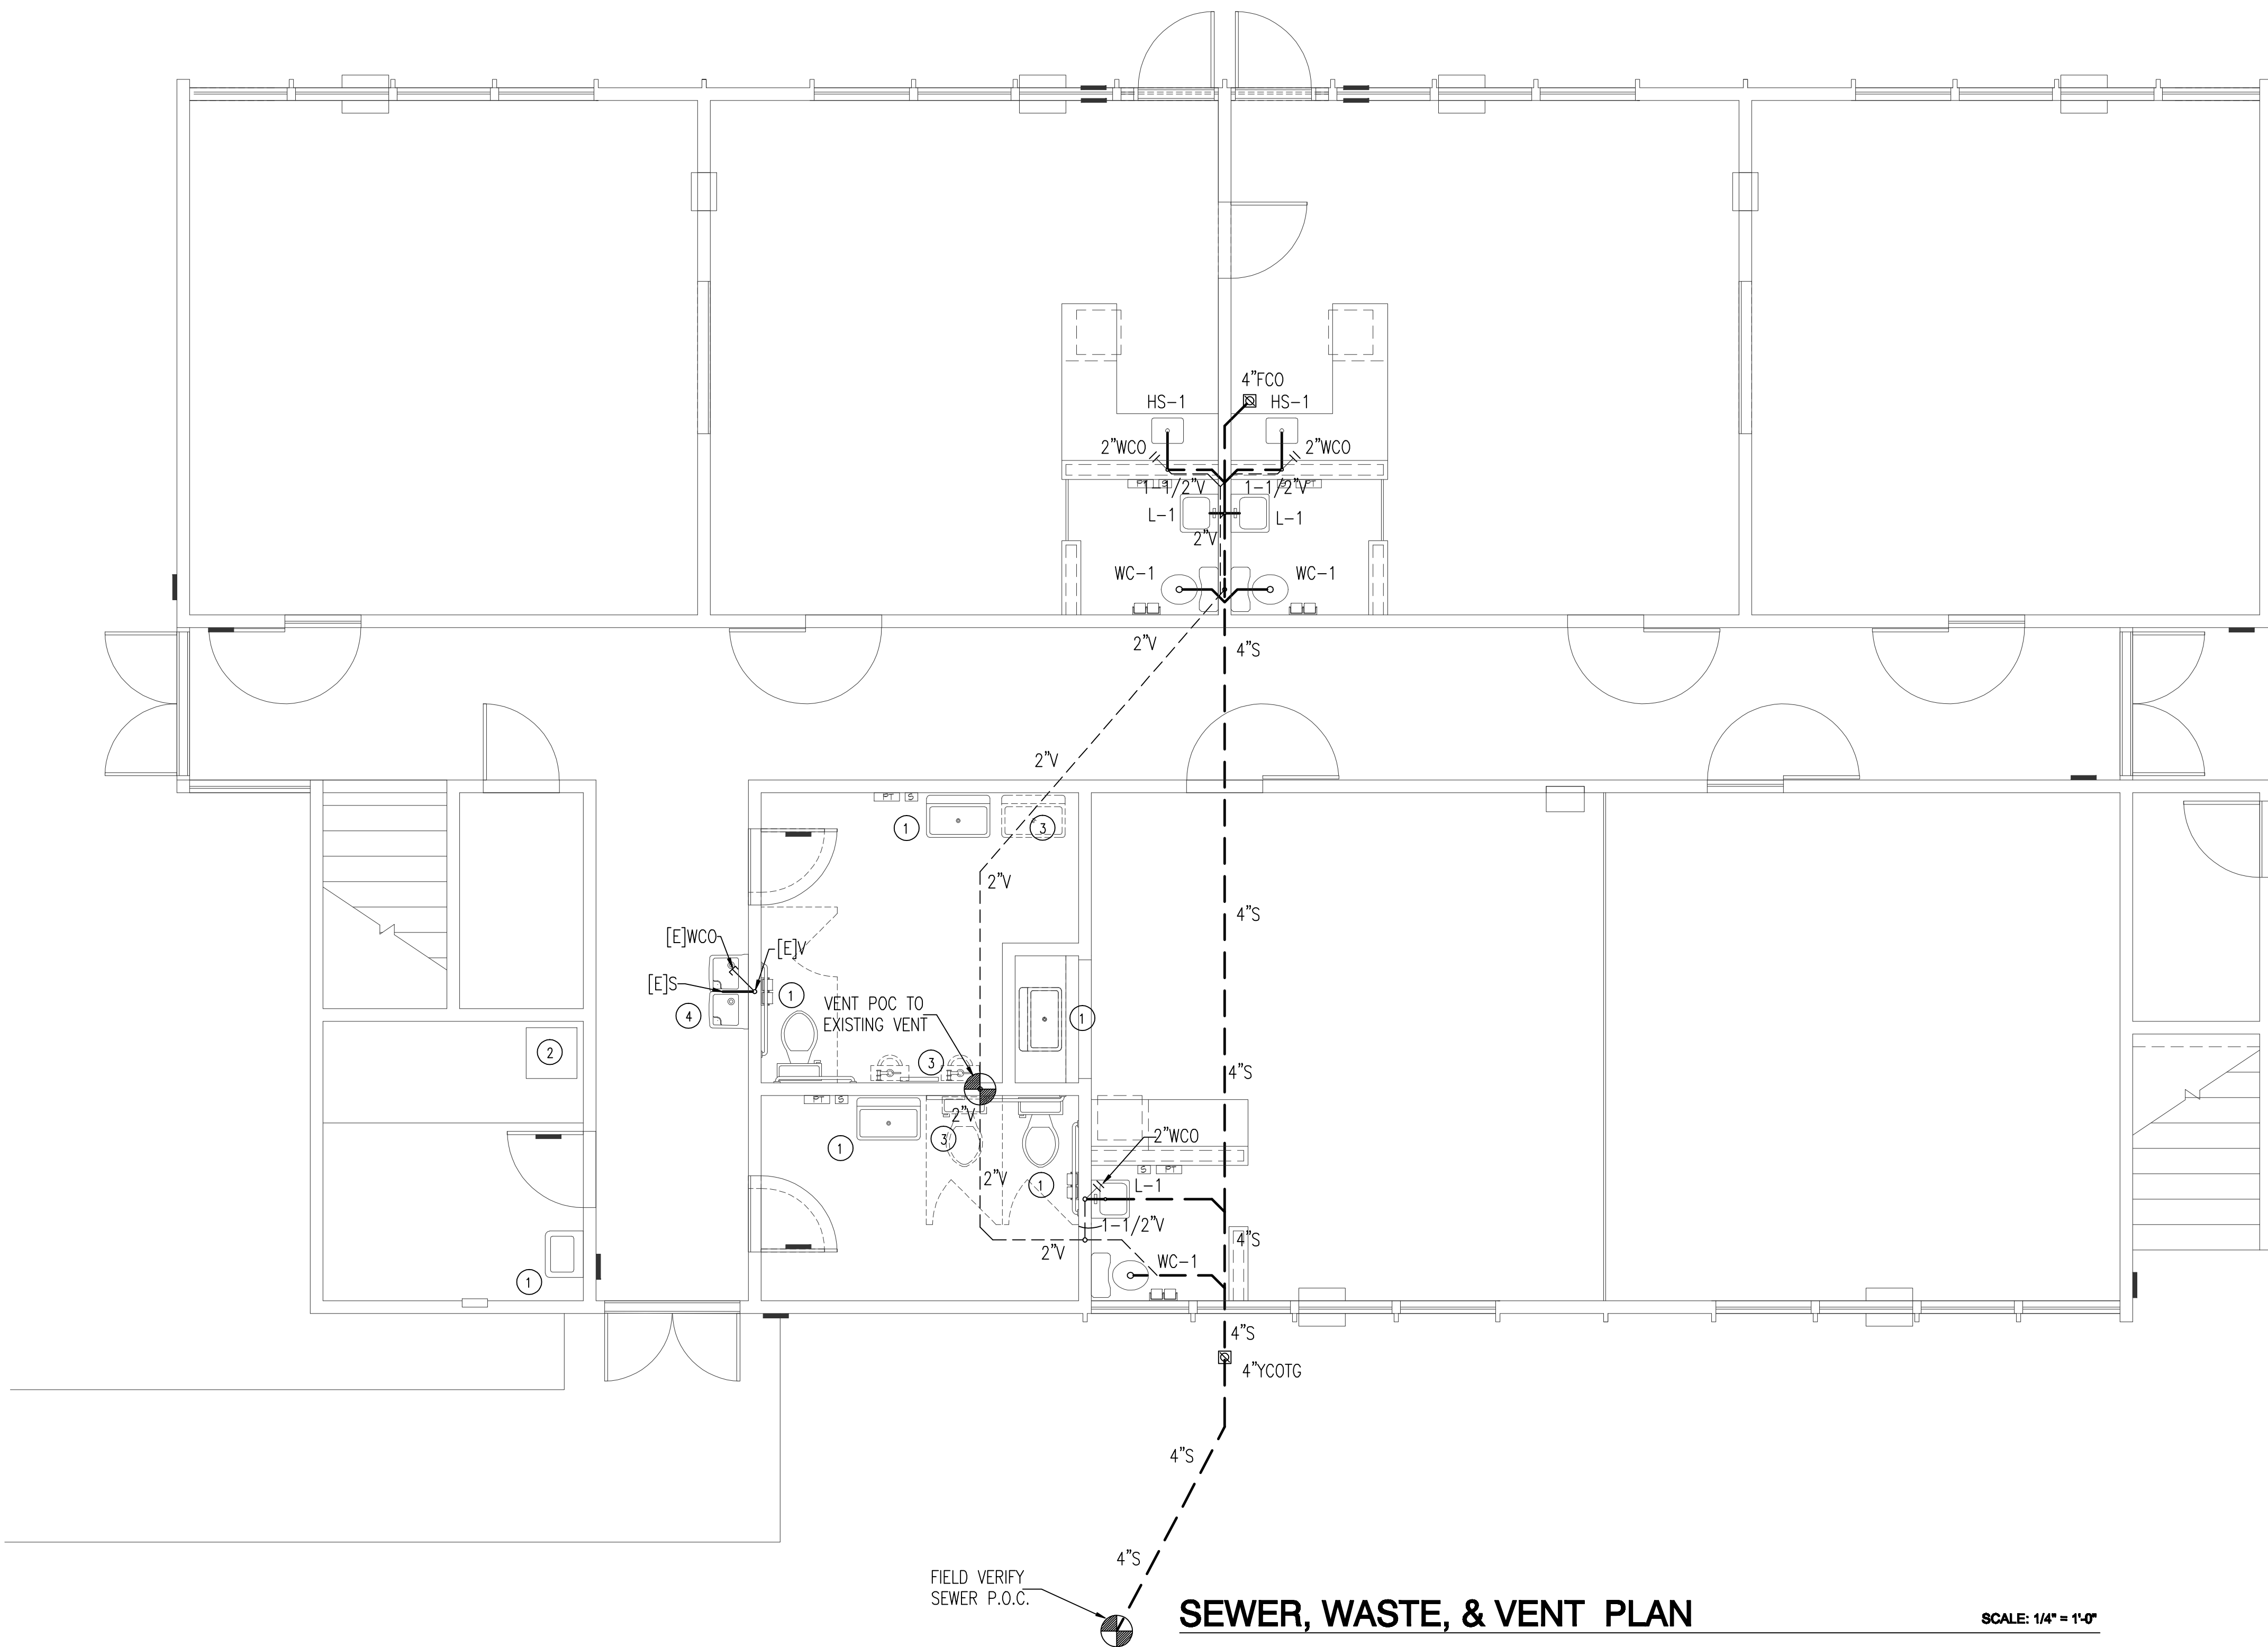 4"FCO
HS-1
HS-1
2"WCO
2"WCO
PT
S
S
PT
1-1/2"V
1-1/2"V
L-1
L-1
2"V
WC-1
WC-1
2"V
4"S
2"V
PT
S
1
3
2"V
4"S
[E]WCO
[E]V
[E]S
1
4
VENT POC TO
EXISTING VENT
1
2
3
4"S
PT
S
2"V
1
3
2"WCO
S
PT
2"V
1
L-1
1-1/2"V
2"V
4"S
WC-1
1
4"S
4"YCOTG
4"S
4"S
FIELD VERIFY
SEWER P.O.C.
SEWER, WASTE, & VENT PLAN
SCALE: 1/4" = 1'-0"